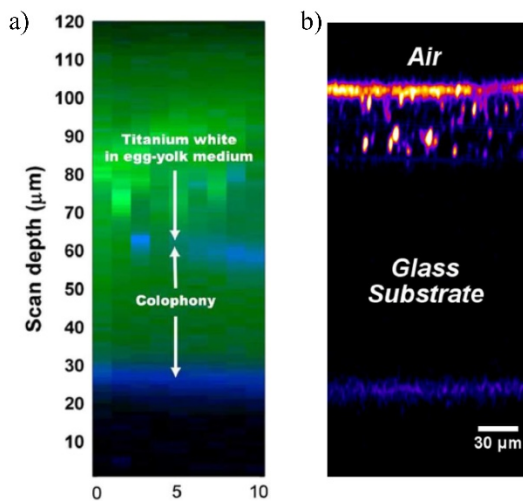 a)
120
110
100
90
80
70
60
50
40
30
20
10
Scan depth (μm)
Titanium white
in egg-yolk medium
Colophony
0
5
10
b)
Air
Glass
Substrate
30 μm